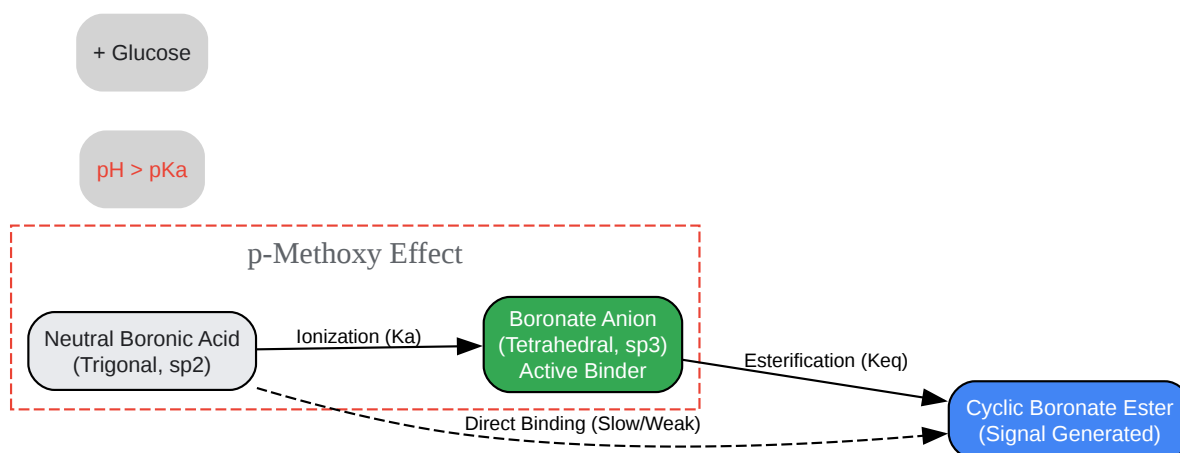 + Glucose
pH > pKa
p-Methoxy Effect
Neutral Boronic Acid
(Trigonal, sp2)
Ionization (Ka)
Boronate Anion
(Tetrahedral, sp3)
Active Binder
Esterification (Keq)
Direct Binding (Slow/Weak)
Cyclic Boronate Ester
(Signal Generated)